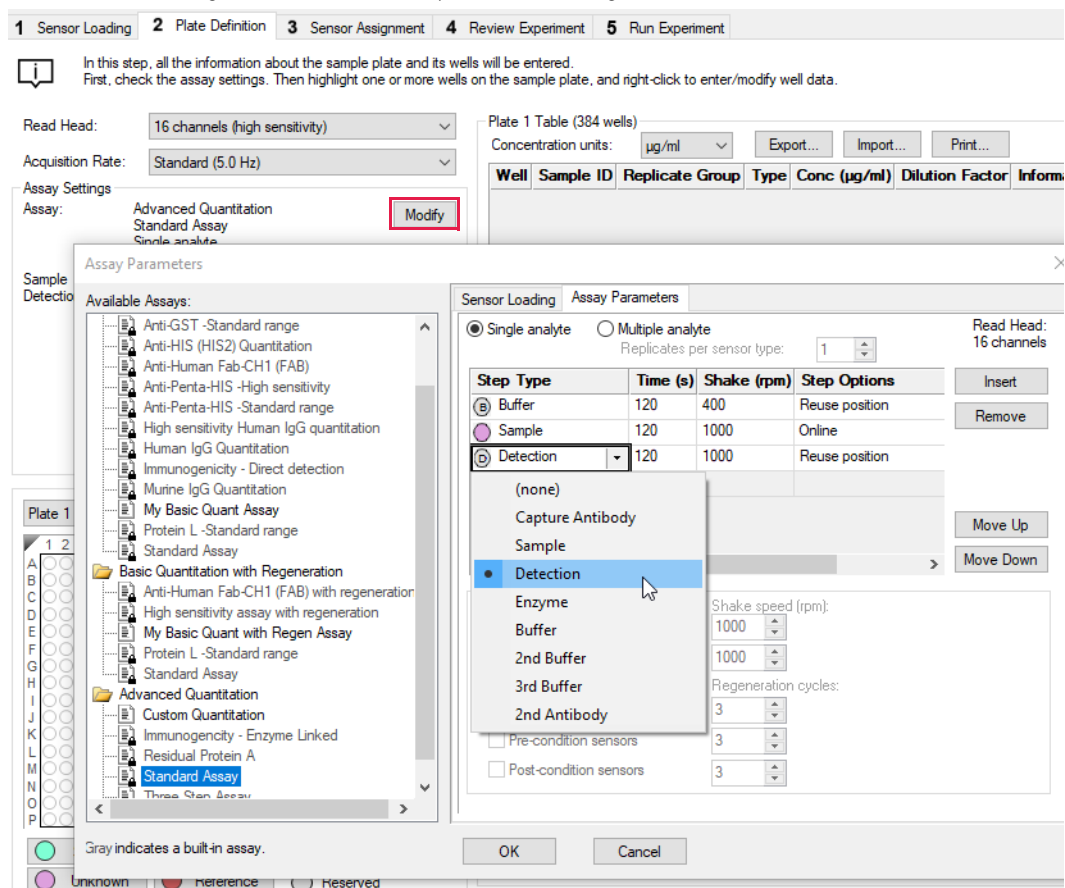 1 Sensor Loading 2 Plate Definition 3 Sensor Assignment 4 Review Experiment 5 Run Experiment
In this step, all the information about the sample plate and its wells will be entered.
First, check the assay settings. Then highlight one or more wells on the sample plate, and right-click to enter/modify well data.
Read Head: 16 channels (high sensitivity)
Acquisition Rate: Standard (5.0 Hz)
Assay Settings
Assay: Advanced Quantitation
Standard Assay
Single analyte
Modify
Sample
Detectio
Plate 1 Table (384 wells)
Concentration units: µg/ml Export... Import... Print...
Well Sample ID Replicate Group Type Conc (µg/ml) Dilution Factor Informa
Assay Parameters
Available Assays:
Anti-GST -Standard range
Anti-HIS (HIS2) Quantitation
Anti-Human Fab-CH1 (FAB)
Anti-Penta-HIS -High sensitivity
Anti-Penta-HIS -Standard range
High sensitivity Human IgG quantitation
Human IgG Quantitation
Immunogenicity - Direct detection
Murine IgG Quantitation
My Basic Quant Assay
Protein L -Standard range
Standard Assay
Basic Quantitation with Regeneration
Anti-Human Fab-CH1 (FAB) with regeneration
High sensitivity assay with regeneration
My Basic Quant with Regen Assay
Protein L -Standard range
Standard Assay
Advanced Quantitation
Custom Quantitation
Immunogencity - Enzyme Linked
Residual Protein A
Standard Assay
Three Step Assay
Gray indicates a built-in assay.
Sensor Loading Assay Parameters
Single analyte Multiple analyte
Replicates per sensor type: 1
Read Head:
16 channels
Step Type Time (s) Shake (rpm) Step Options
B Buffer 120 400 Reuse position
Sample 120 1000 Online
D Detection 120 1000 Reuse position
Insert
Remove
Move Up
Move Down
(none)
Capture Antibody
Sample
Detection
Enzyme
Buffer
2nd Buffer
3rd Buffer
2nd Antibody
Shake speed (rpm):
1000
1000
Regeneration cycles:
3
Pre-condition sensors 3
Post-condition sensors 3
OK Cancel
Plate 1
1 2
A
B
C
D
E
F
G
H
I
J
K
L
M
N
O
P
Unknown Reference Reserved